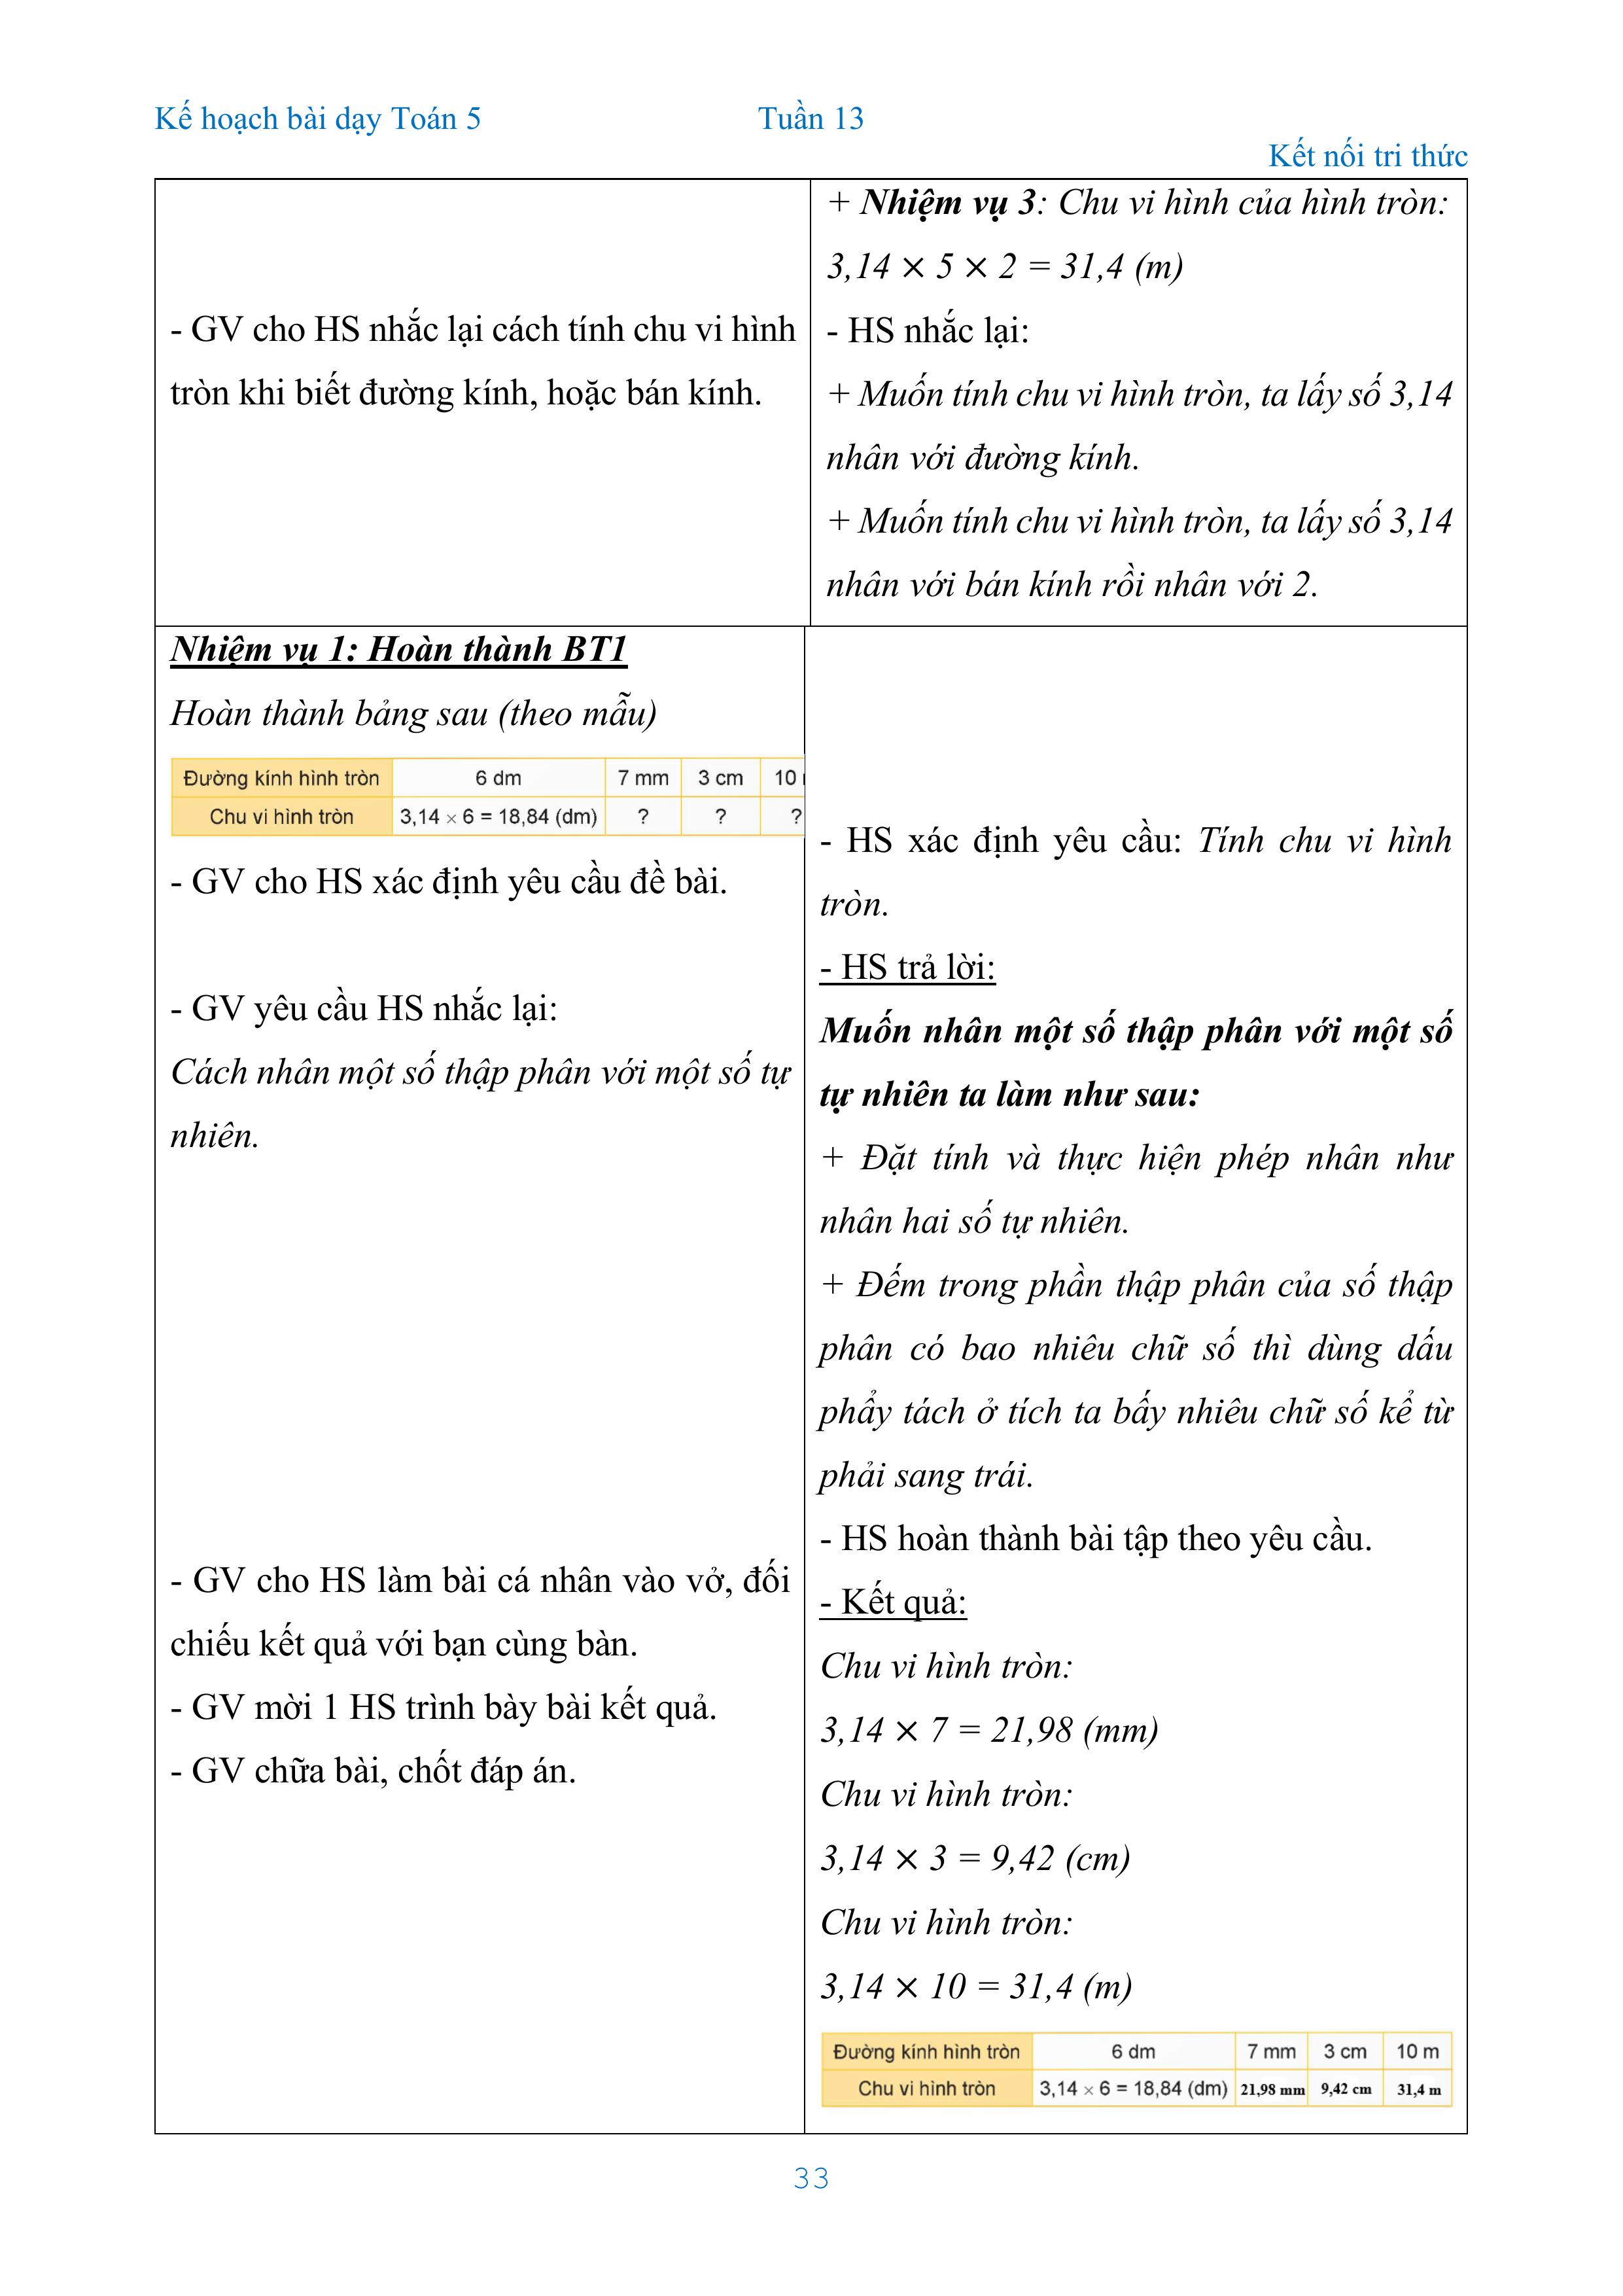 Kế hoạch bài dạy Toán 5 Tuần 13
Kết nối tri thức
- GV cho HS nhắc lại cách tính chu vi hình
tròn khi biết đường kính, hoặc bán kính.
+ Nhiệm vụ 3: Chu vi hình của hình tròn:
3,14 × 5 × 2 = 31,4 (m)
- HS nhắc lại:
+ Muốn tính chu vi hình tròn, ta lấy số 3,14
nhân với đường kính.
+ Muốn tính chu vi hình tròn, ta lấy số 3,14
nhân với bán kính rồi nhân với 2.
Nhiệm vụ 1: Hoàn thành BT1
Hoàn thành bảng sau (theo mẫu)
Đường kính hình tròn 6 dm 7 mm 3 cm 10
Chu vi hình tròn 3,14 × 6 = 18,84 (dm) ? ? ?
- GV cho HS xác định yêu cầu đề bài.
- GV yêu cầu HS nhắc lại:
Cách nhân một số thập phân với một số tự
nhiên.
- GV cho HS làm bài cá nhân vào vở, đối
chiếu kết quả với bạn cùng bàn.
- GV mời 1 HS trình bày bài kết quả.
- GV chữa bài, chốt đáp án.
- HS xác định yêu cầu: Tính chu vi hình
tròn.
- HS trả lời:
Muốn nhân một số thập phân với một số
tự nhiên ta làm như sau:
+ Đặt tính và thực hiện phép nhân như
nhân hai số tự nhiên.
+ Đếm trong phần thập phân của số thập
phân có bao nhiêu chữ số thì dùng dấu
phẩy tách ở tích ta bấy nhiêu chữ số kể từ
phải sang trái.
- HS hoàn thành bài tập theo yêu cầu.
- Kết quả:
Chu vi hình tròn:
3,14 × 7 = 21,98 (mm)
Chu vi hình tròn:
3,14 × 3 = 9,42 (cm)
Chu vi hình tròn:
3,14 × 10 = 31,4 (m)
Đường kính hình tròn 6 dm 7 mm 3 cm 10 m
Chu vi hình tròn 3,14 × 6 = 18,84 (dm) 21,98 mm 9,42 cm 31,4 m
33